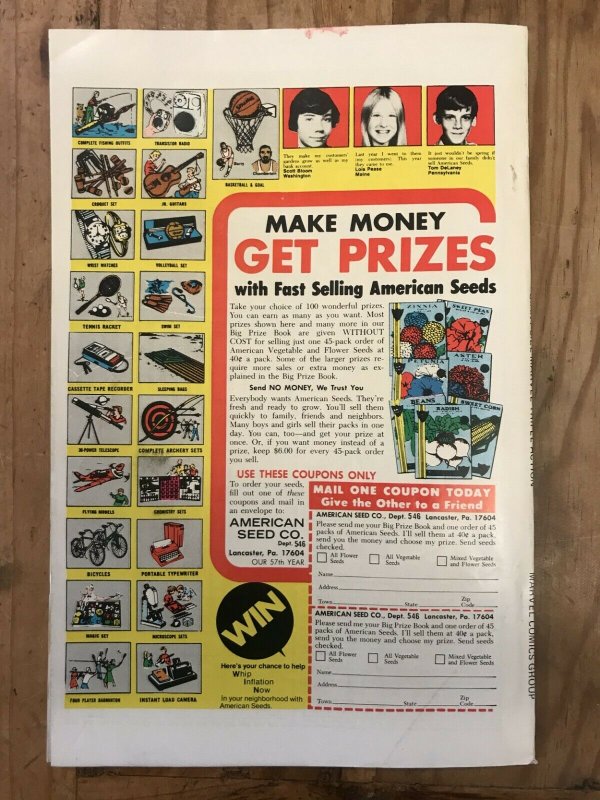 COMPLETE FISHING OUTFITS
TRANSISTOR RADIO
CROQUET SET
JR. GUITARS
WRIST WATCHES
VOLLEYBALL SET
TENNIS RACKET
SWIM SET
CASSETTE TAPE RECORDER
SLEEPING BAGS
30-POWER TELESCOPE
COMPLETE ARCHERY SETS
FLYING MODELS
CHEMISTRY SETS
BICYCLES
PORTABLE TYPEWRITER
MAGIC SET
MICROSCOPE SETS
FOUR PLAYER BADMINTON
INSTANT LOAD CAMERA
Barry
Chamberlain
BASKETBALL & GOAL
They make my customers'
gardens grow as well as my
bank account.
Scott Bloom
Washington
Last year I went to them
my customers. This year
they came to me.
Lois Pease
Maine
It just wouldn't be spring if
someone in our family didn't
sell American Seeds.
Tom DeLaney
Pennsylvania
MAKE MONEY
GET PRIZES
with Fast Selling American Seeds
Take your choice of 100 wonderful prizes.
You can earn as many as you want. Most
prizes shown here and many more in our
Big Prize Book are given WITHOUT
COST for selling just one 45-pack order of
American Vegetable and Flower Seeds at
40¢ a pack. Some of the larger prizes re-
quire more sales or extra money as ex-
plained in the Big Prize Book.
Send NO MONEY, We Trust You
Everybody wants American Seeds. They're
fresh and ready to grow. You'll sell them
quickly to family, friends and neighbors.
Many boys and girls sell their packs in one
day. You can, too—and get your prize at
once. Or, if you want money instead of a
prize, keep $6.00 for every 45-pack order
you sell.
ZINNIA
SWEET PEAS
PETUNIA
ASTER
BEANS
RADISH
SWEET CORN
USE THESE COUPONS ONLY
To order your seeds,
fill out one of these
coupons and mail in
an envelope to:
AMERICAN
SEED CO.
Dept. 546
Lancaster, Pa. 17604
OUR 57th YEAR
WIN
Here's your chance to help
Whip
Inflation
Now
in your neighborhood with
American Seeds.
MAIL ONE COUPON TODAY
Give the Other to a Friend
AMERICAN SEED CO., Dept. 546 Lancaster, Pa. 17604
Please send me your Big Prize Book and one order of 45
packs of American Seeds. I'll sell them at 40¢ a pack,
send you the money and choose my prize. Send seeds
checked.
All Flower Seeds
All Vegetable Seeds
Mixed Vegetable and Flower Seeds
Name
Address
Town State Zip Code
AMERICAN SEED CO., Dept. 546 Lancaster, Pa. 17604
Please send me your Big Prize Book and one order of 45
packs of American Seeds. I'll sell them at 40¢ a pack,
send you the money and choose my prize. Send seeds
checked.
All Flower Seeds
All Vegetable Seeds
Mixed Vegetable and Flower Seeds
Name
Address
Town State Zip Code
MARVEL COMICS GROUP